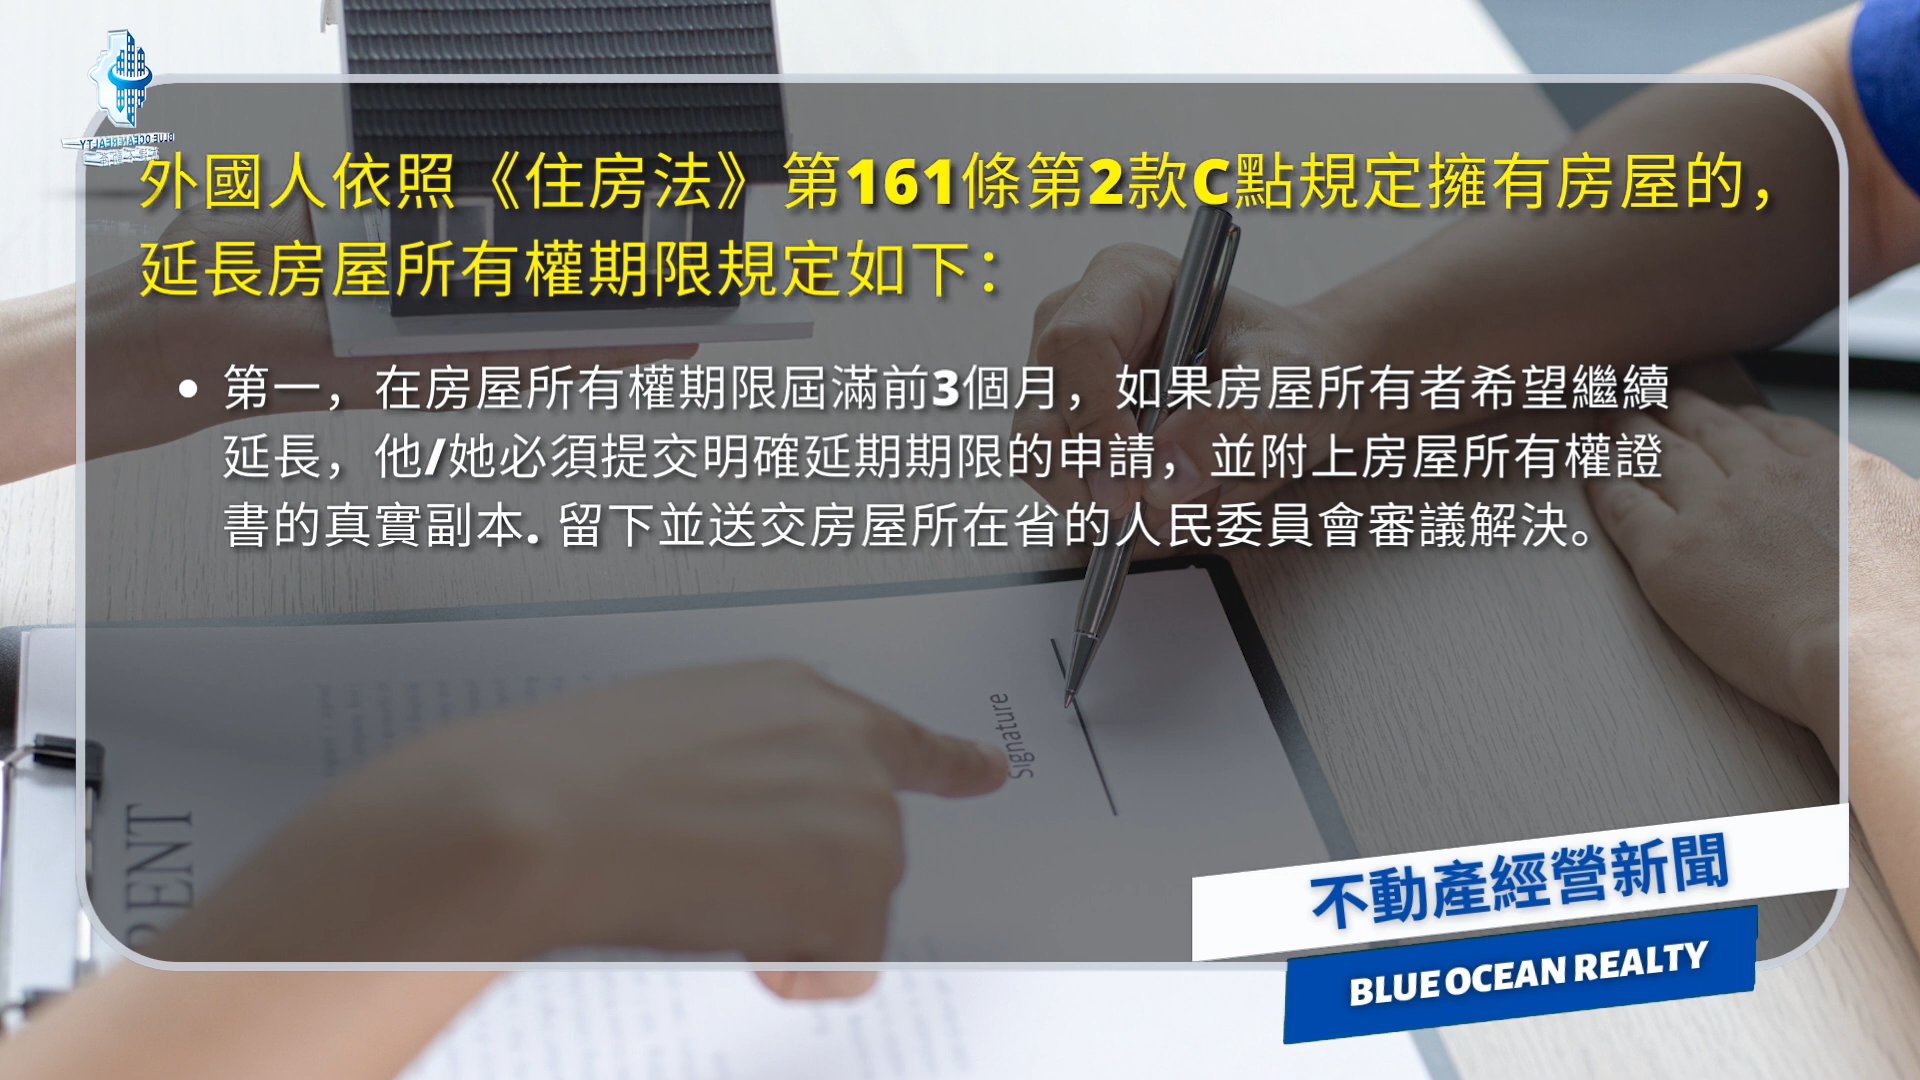 BLUE OCEAN REALTY
外國人依照《住房法》第161條第2款C點規定擁有房屋的，
延長房屋所有權期限規定如下：
• 第一，在房屋所有權期限屆滿前3個月，如果房屋所有者希望繼續
延長，他/她必須提交明確延期期限的申請，並附上房屋所有權證
書的真實副本. 留下並送交房屋所在省的人民委員會審議解決。
Signature
RENT
不動產經營新聞
BLUE OCEAN REALTY